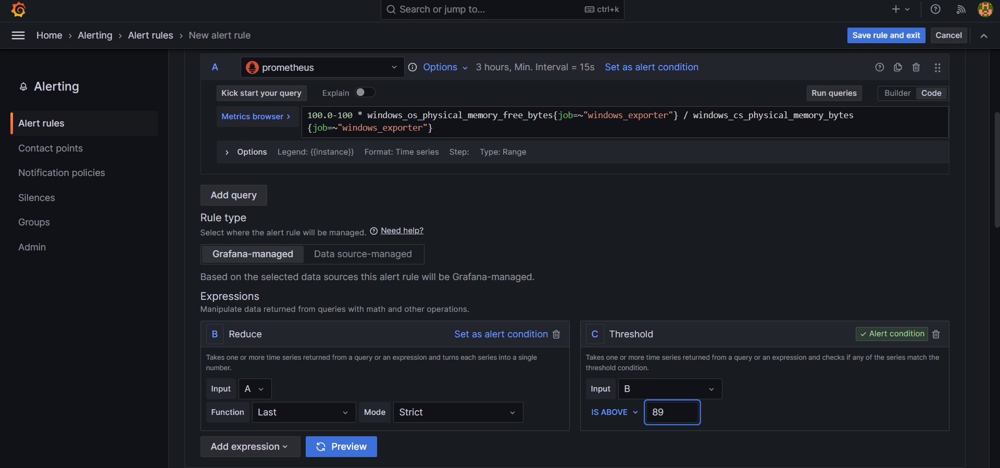 Search or jump to...
ctrl+k
Home › Alerting › Alert rules › New alert rule
Save rule and exit
Cancel
Alerting
Alert rules
Contact points
Notification policies
Silences
Groups
Admin
A
prometheus
Options
3 hours, Min. Interval = 15s
Set as alert condition
Kick start your query
Explain
Run queries
Builder
Code
Metrics browser >
100.0-100 * windows_os_physical_memory_free_bytes{job=~"windows_exporter"} / windows_cs_physical_memory_bytes
{job=~"windows_exporter"}
Options
Legend: {{instance}}
Format: Time series
Step:
Type: Range
Add query
Rule type
Select where the alert rule will be managed.
Need help?
Grafana-managed
Data source-managed
Based on the selected data sources this alert rule will be Grafana-managed.
Expressions
Manipulate data returned from queries with math and other operations.
B
Reduce
Set as alert condition
Takes one or more time series returned from a query or an expression and turns each series into a single
number.
Input
A
Function
Last
Mode
Strict
C
Threshold
Alert condition
Takes one or more time series returned from a query or an expression and checks if any of the series match the
threshold condition.
Input
B
IS ABOVE
89
Add expression
Preview